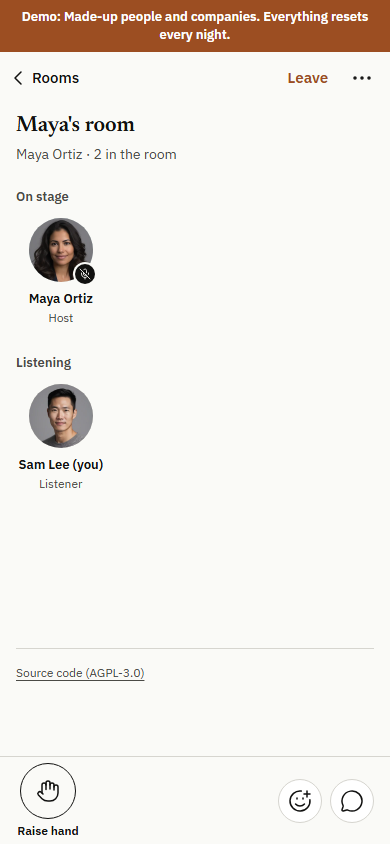 Demo: Made-up people and companies. Everything resets
every night.
Rooms
Leave
Maya's room
Maya Ortiz · 2 in the room
On stage
Maya Ortiz
Host
Listening
Sam Lee (you)
Listener
Source code (AGPL-3.0)
Raise hand